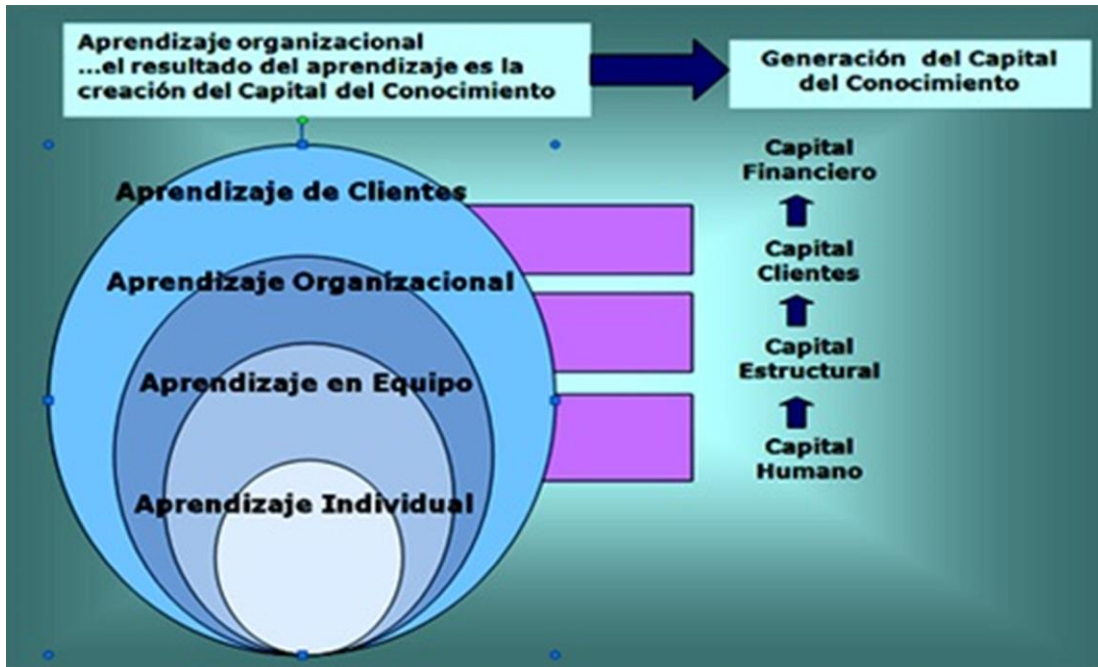 Aprendizaje organizacional
...el resultado del aprendizaje es la
creación del Capital del Conocimiento
Generación del Capital
del Conocimiento
Aprendizaje de Clientes
Aprendizaje Organizacional
Aprendizaje en Equipo
Aprendizaje Individual
Capital
Financiero
Capital
Clientes
Capital
Estructural
Capital
Humano